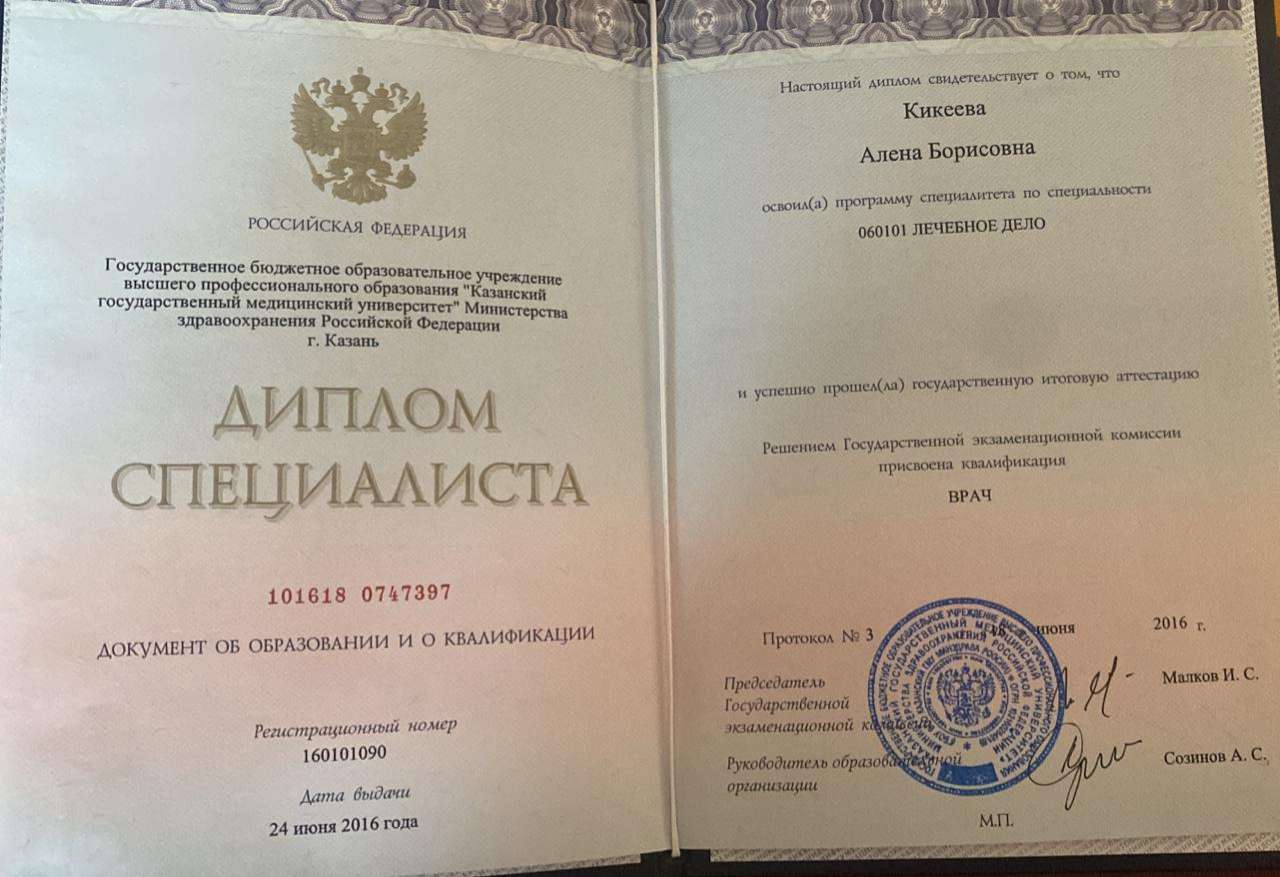 РОССИЙСКАЯ ФЕДЕРАЦИЯ
Государственное бюджетное образовательное учреждение
высшего профессионального образования "Казанский
государственный медицинский университет" Министерства
здравоохранения Российской Федерации
г. Казань
ДИПЛОМ
СПЕЦИАЛИСТА
101618 0747397
ДОКУМЕНТ ОБ ОБРАЗОВАНИИ И О КВАЛИФИКАЦИИ
Регистрационный номер
160101090
Дата выдачи
24 июня 2016 года
Настоящий диплом свидетельствует о том, что
Кикеева
Алена Борисовна
освоил(а) программу специалитета по специальности
060101 ЛЕЧЕБНОЕ ДЕЛО
и успешно прошел(ла) государственную итоговую аттестацию
Решением Государственной экзаменационной комиссии
присвоена квалификация
ВРАЧ
Протокол № 3
июня
2016 г.
Председатель
Государственной
экзаменационной
Малков И. С.
Руководитель образовательной
организации
Созинов А. С.
М.П.